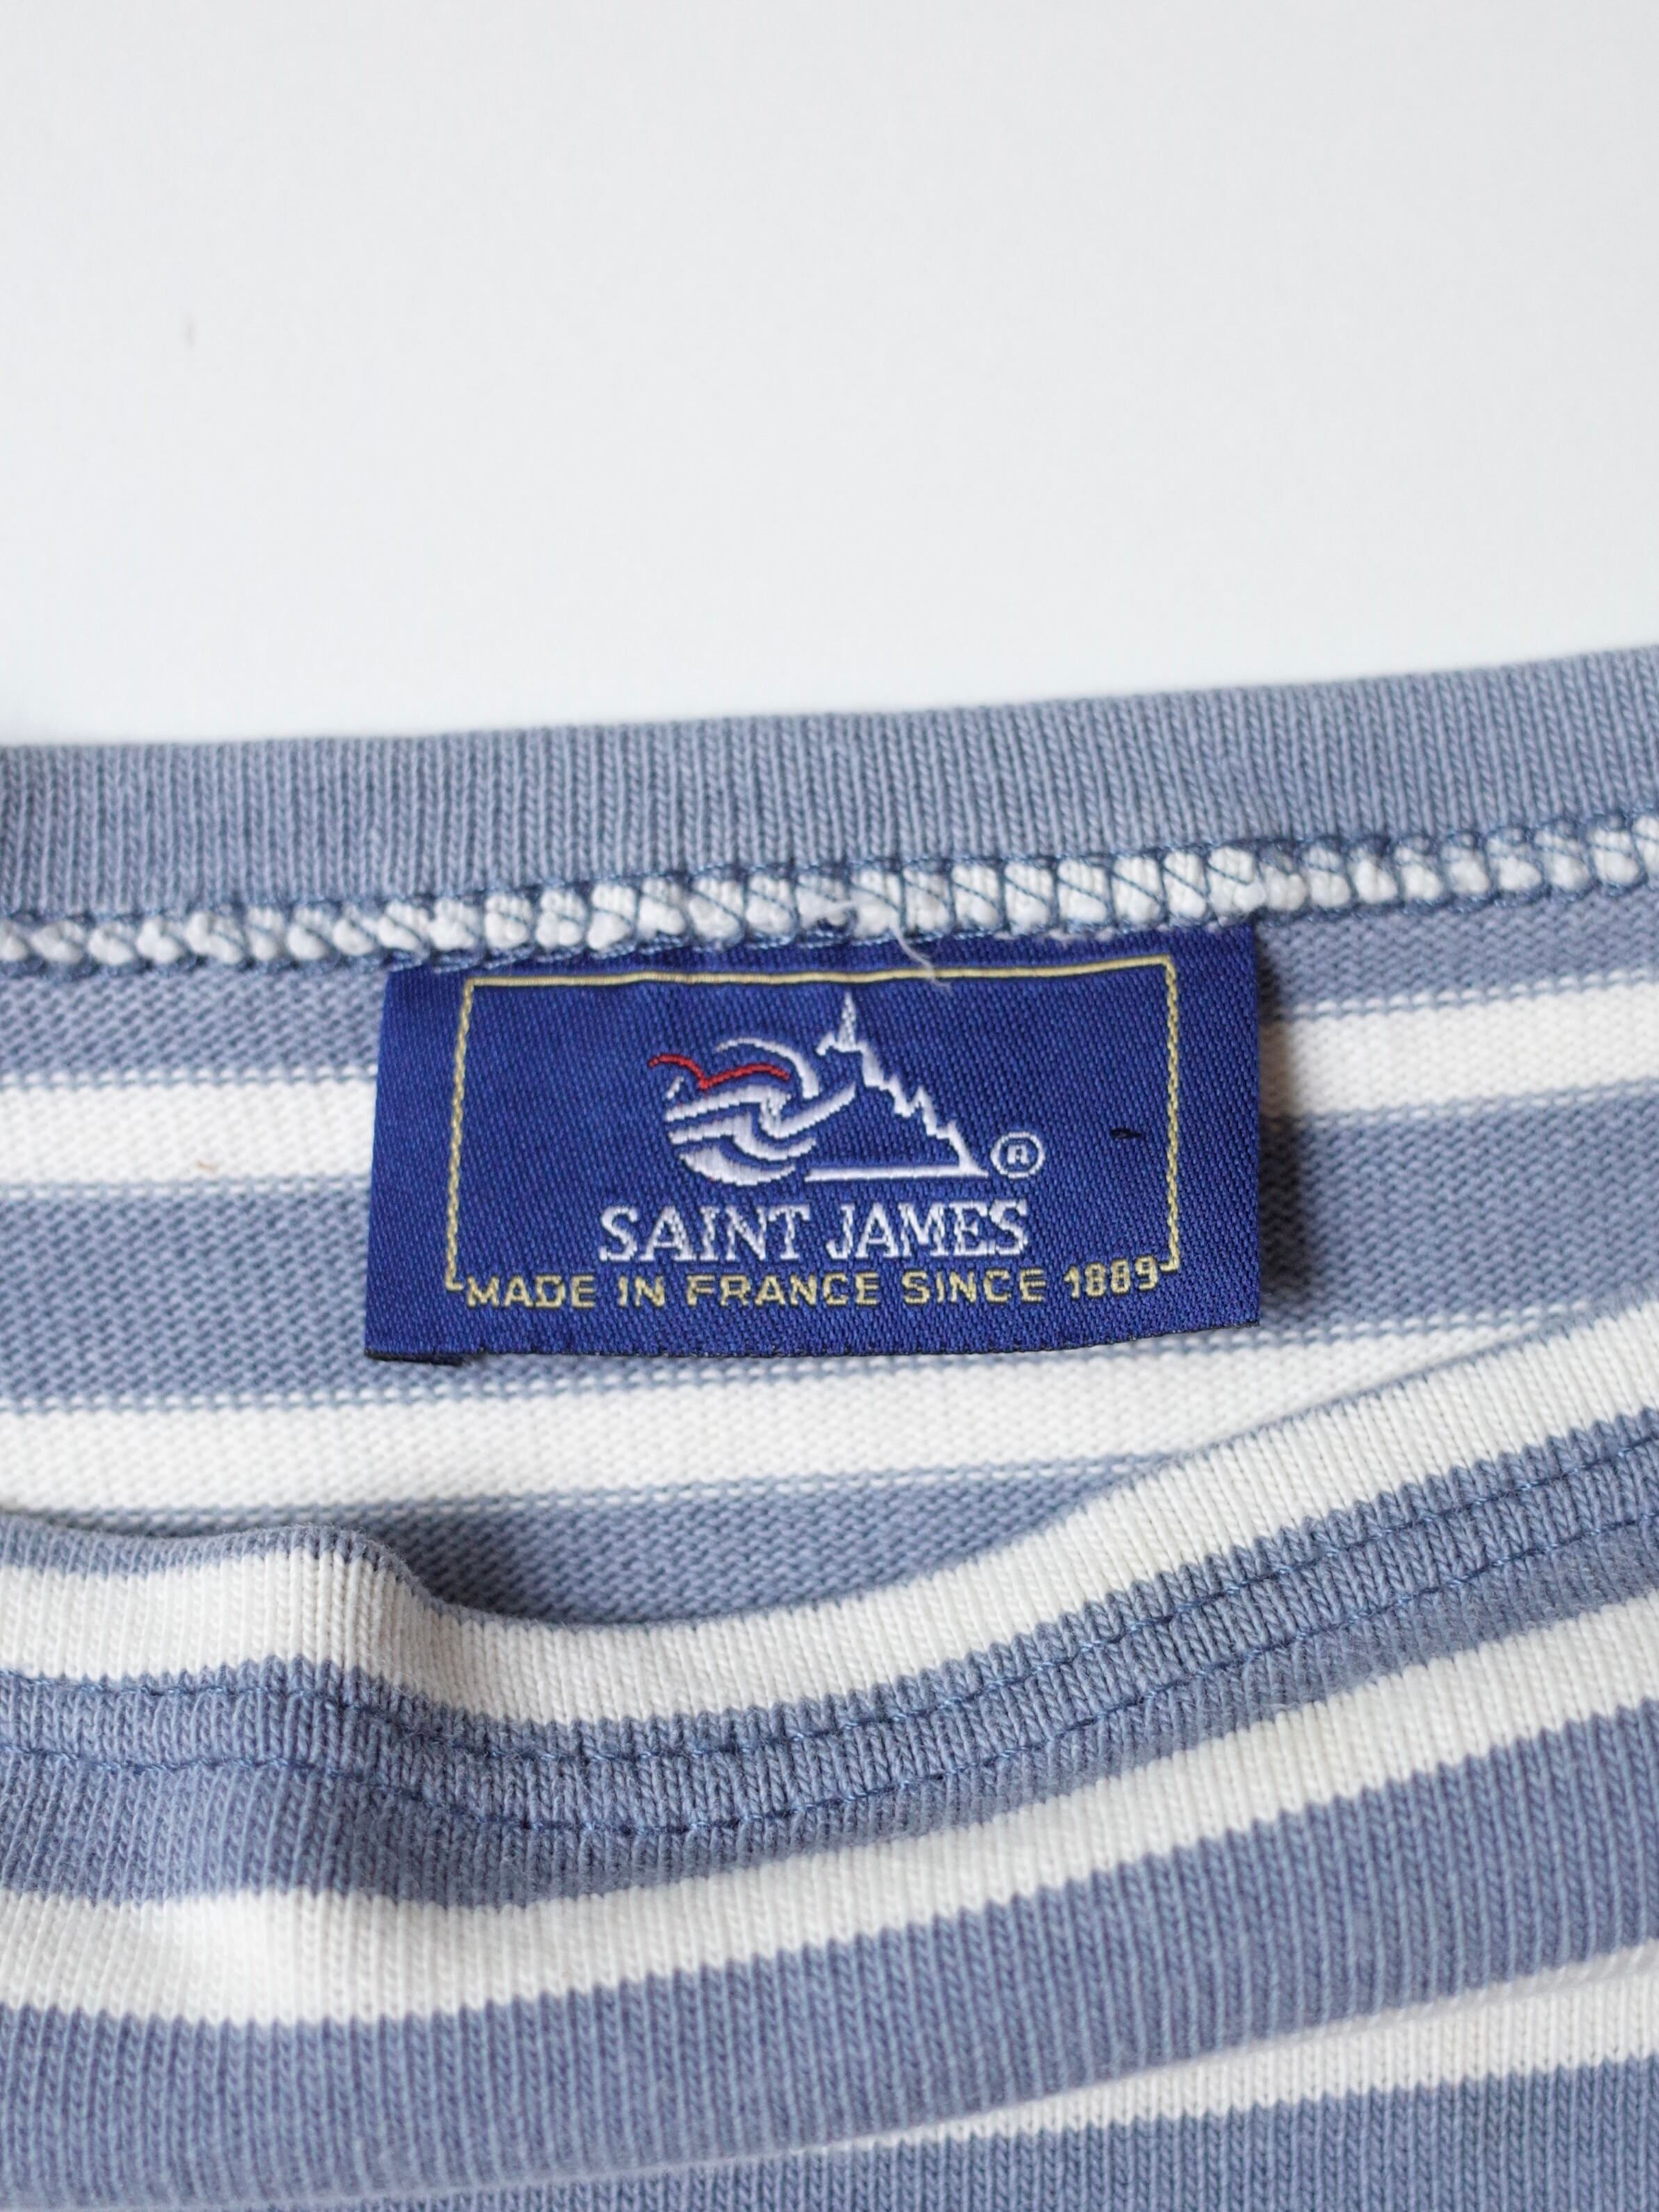 ®
SAINT JAMES
MADE IN FRANCE SINCE 1889